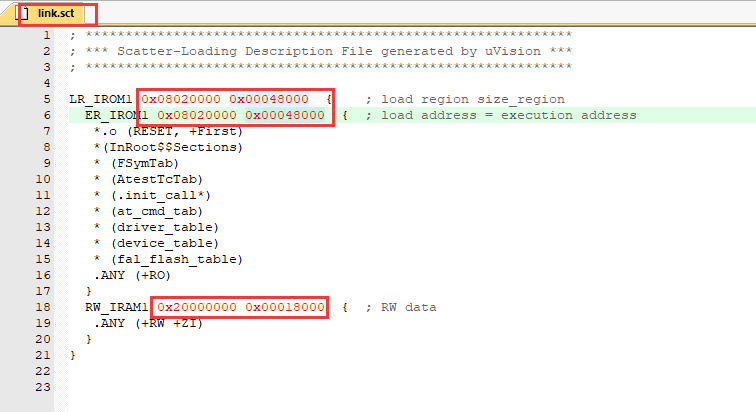 link.sct
1 ; **************************************************************
2 ; *** Scatter-Loading Description File generated by uVision ***
3 ; **************************************************************
4
5 LR_IROM1 0x08020000 0x00048000 { ; load region size_region
6 ER_IROM1 0x08020000 0x00048000 { ; load address = execution address
7 *.o (RESET, +First)
8 *(InRoot$$Sections)
9 * (FSymTab)
10 * (AtestTcTab)
11 * (.init_call*)
12 * (at_cmd_tab)
13 * (driver_table)
14 * (device_table)
15 * (fal_flash_table)
16 .ANY (+RO)
17 }
18 RW_IRAM1 0x20000000 0x00018000 { ; RW data
19 .ANY (+RW +ZI)
20 }
21 }
22
23